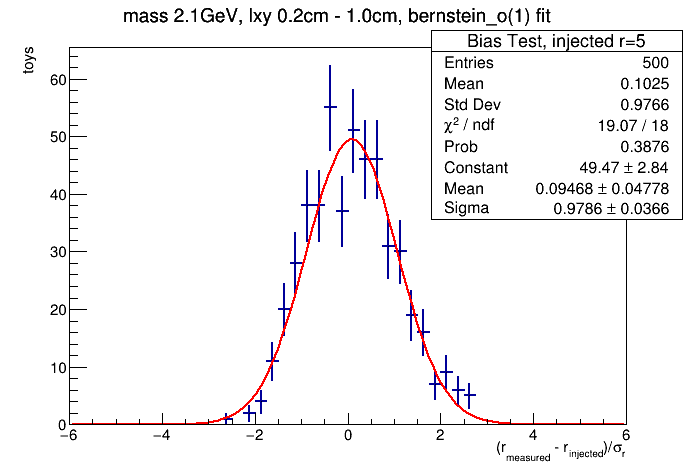 mass 2.1GeV, lxy 0.2cm - 1.0cm, bernstein_o(1) fit
Bias Test, injected r=5
Entries 500
Mean 0.1025
Std Dev 0.9766
χ² / ndf 19.07 / 18
Prob 0.3876
Constant 49.47 ± 2.84
Mean 0.09468 ± 0.04778
Sigma 0.9786 ± 0.0366
toys
60
50
40
30
20
10
0
−6 −4 −2 0 2 4 6
(r_measured - r_injected)/σ_r